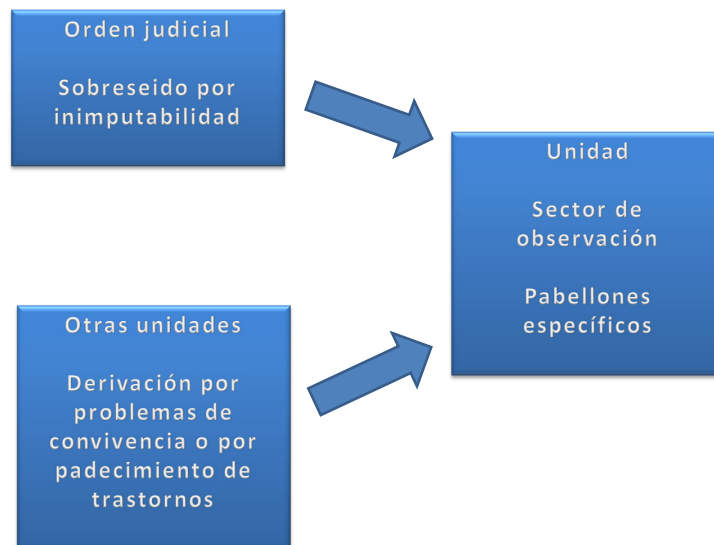 Orden judicial
Sobreseido por
inimputabilidad
Unidad
Sector de
observación
Pabellones
específicos
Otras unidades
Derivación por
problemas de
convivencia o por
padecimiento de
trastornos